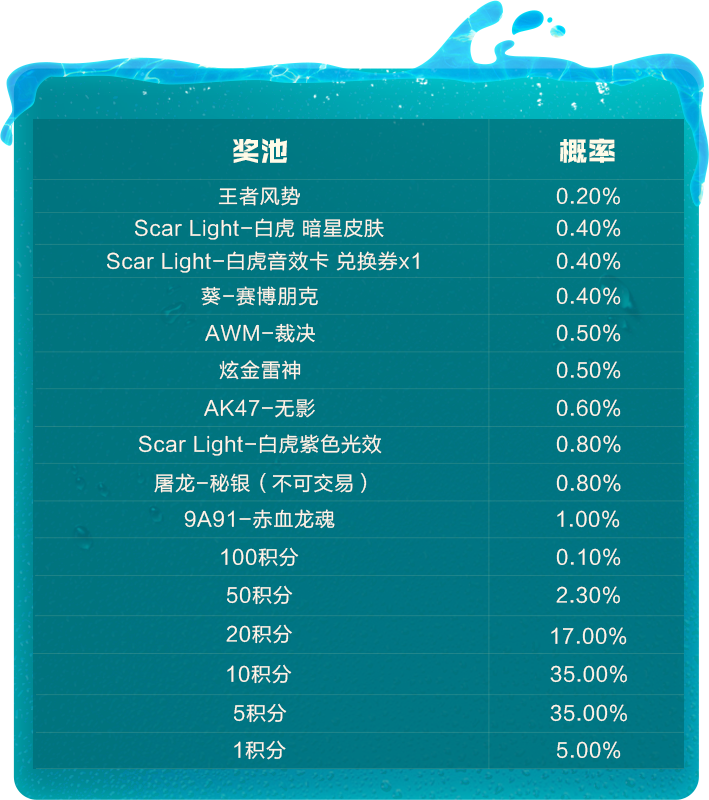 奖池 概率
王者风势 0.20%
Scar Light-白虎 暗星皮肤 0.40%
Scar Light-白虎音效卡 兑换券x1 0.40%
葵-赛博朋克 0.40%
AWM-裁决 0.50%
炫金雷神 0.50%
AK47-无影 0.60%
Scar Light-白虎紫色光效 0.80%
屠龙-秘银（不可交易） 0.80%
9A91-赤血龙魂 1.00%
100积分 0.10%
50积分 2.30%
20积分 17.00%
10积分 35.00%
5积分 35.00%
1积分 5.00%